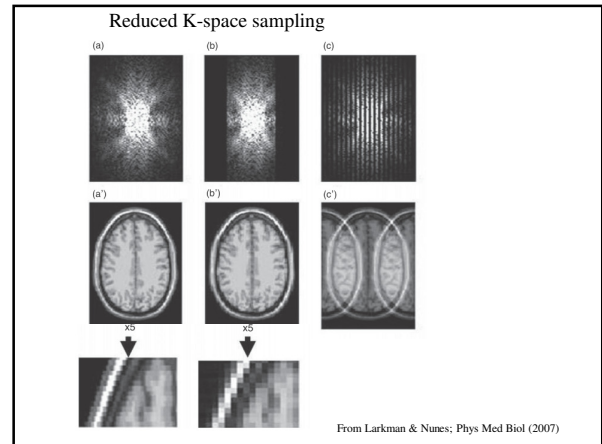 Reduced K-space sampling
(a) (b) (c)
(a') (b') (c')
x5 x5
From Larkman & Nunes; Phys Med Biol (2007)